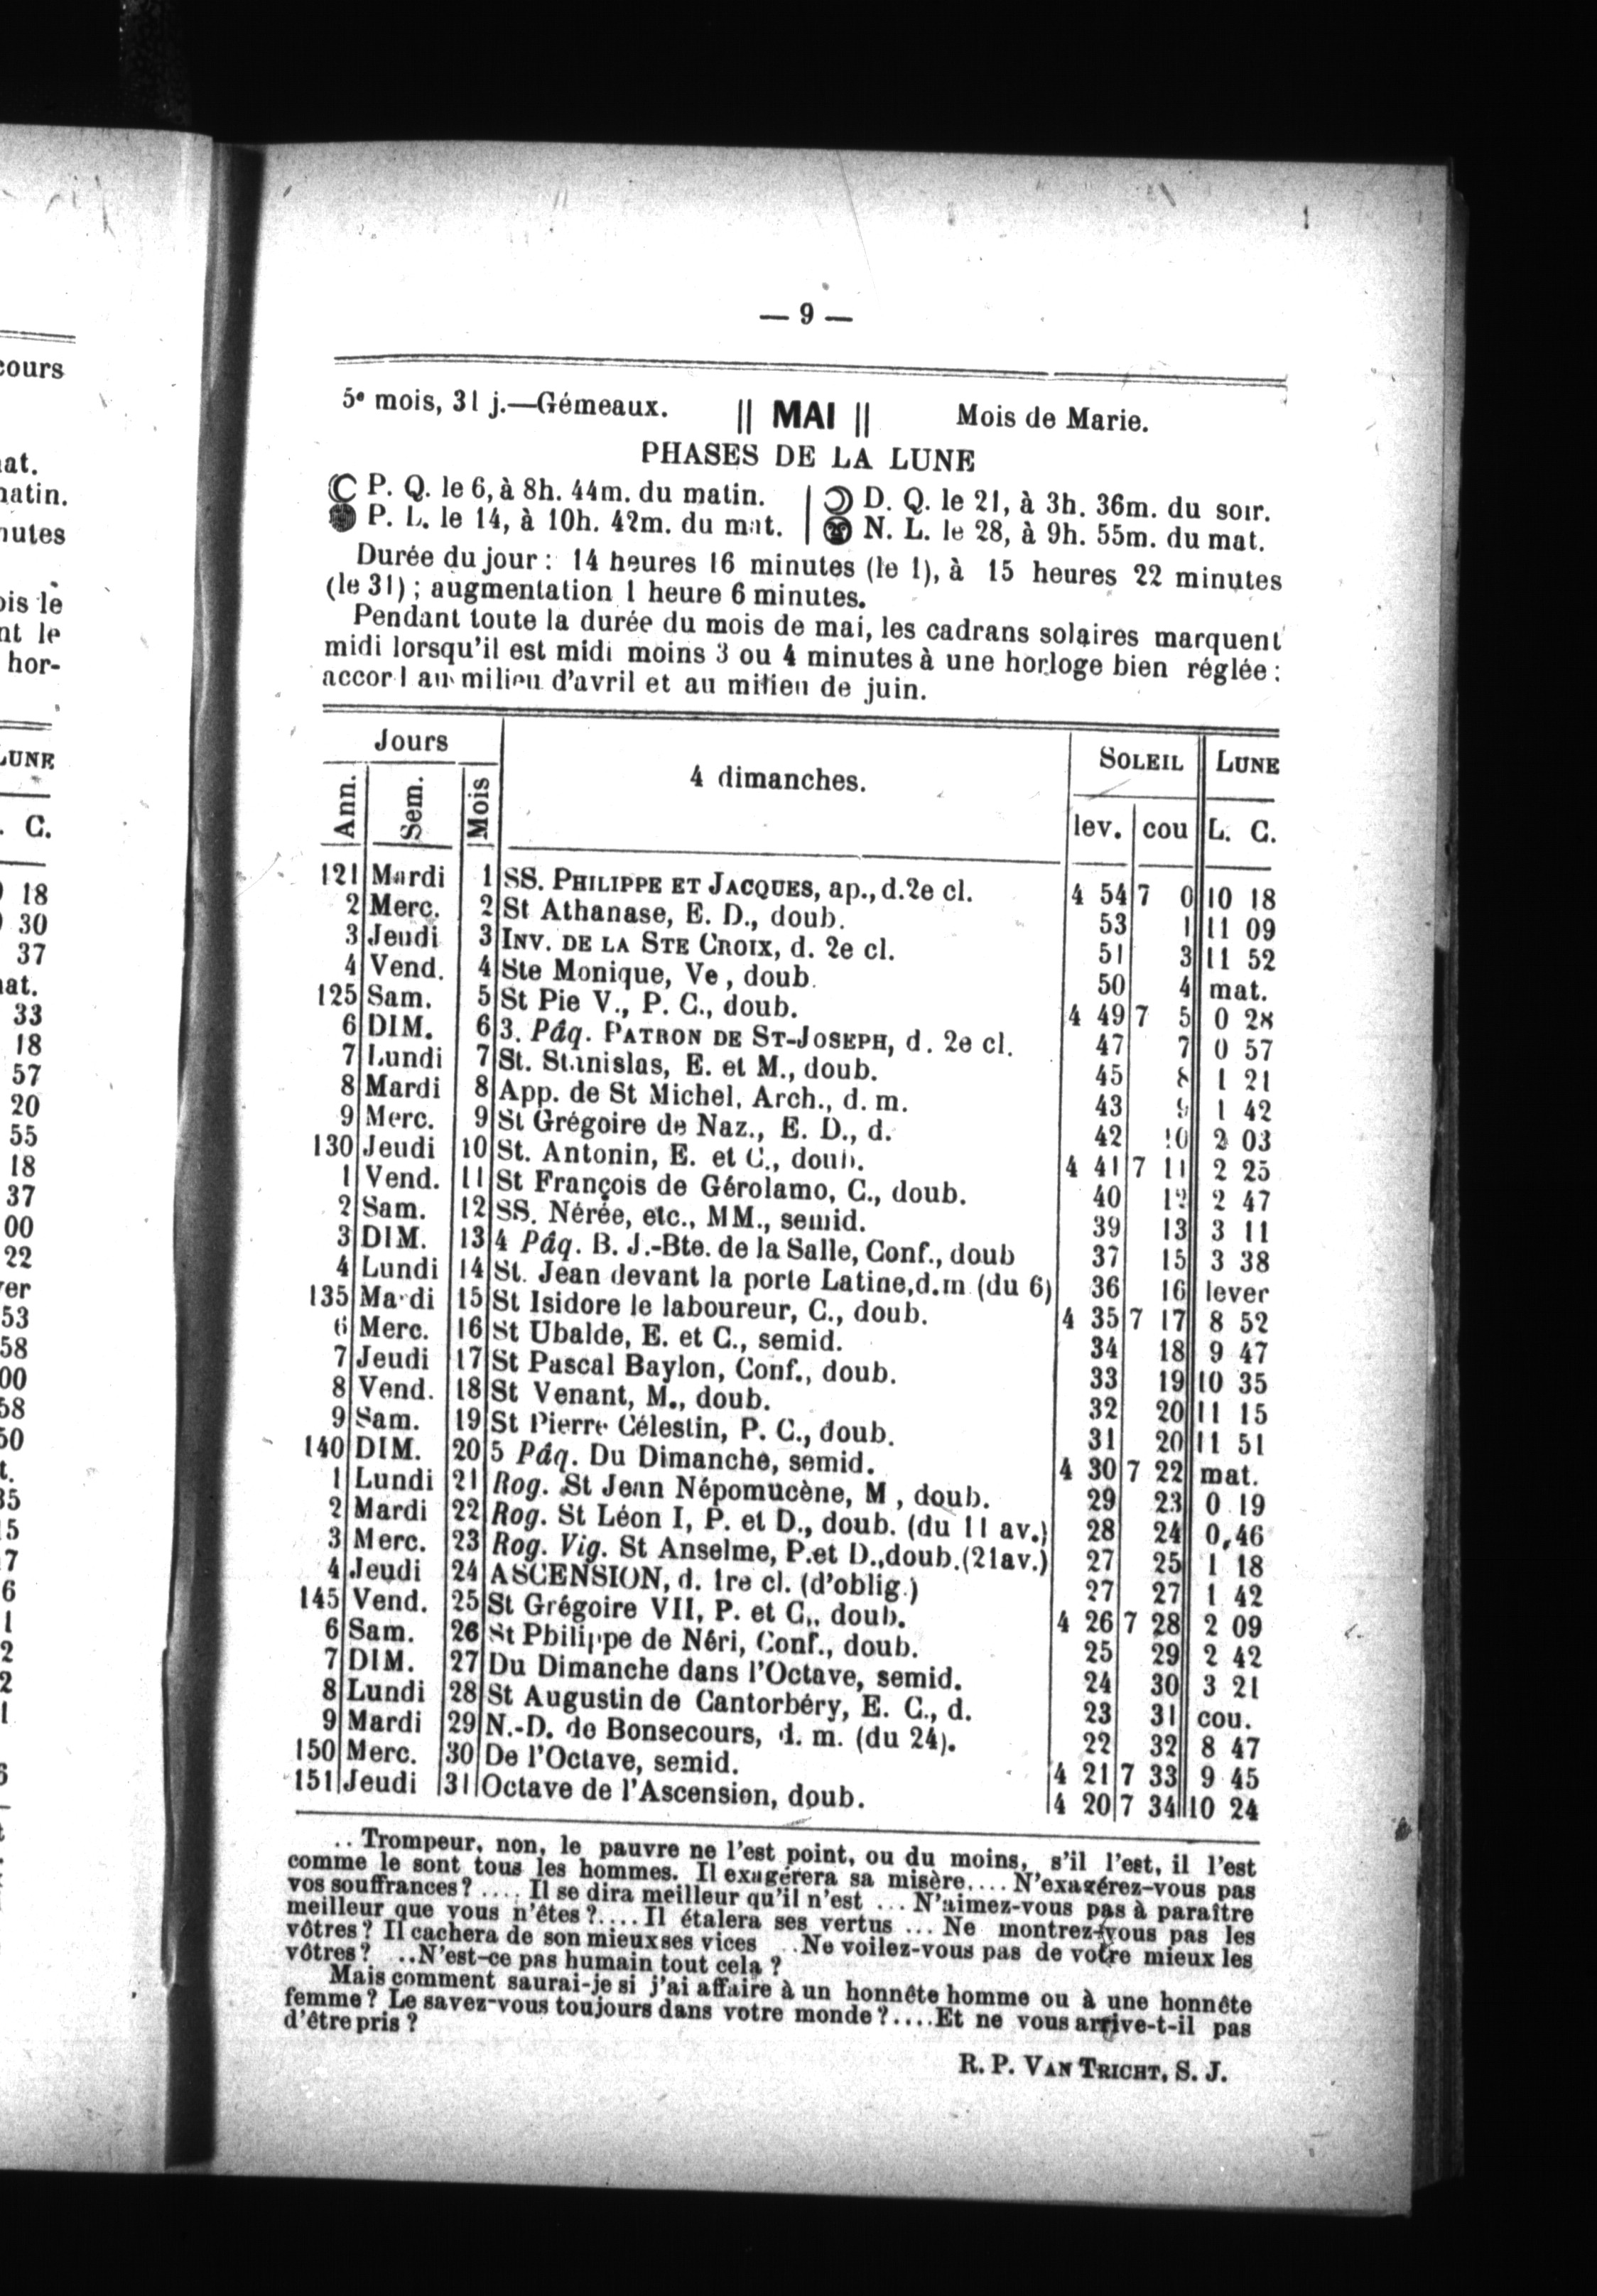 — 9 —
5e mois, 31 j.—Gémeaux. || MAI || Mois de Marie.
PHASES DE LA LUNE
P. Q. le 6, à 8h. 44m. du matin. | D. Q. le 21, à 3h. 36m. du soir.
P. L. le 14, à 10h. 42m. du mat. | N. L. le 28, à 9h. 55m. du mat.
Durée du jour : 14 heures 16 minutes (le 1), à 15 heures 22 minutes
(le 31) ; augmentation 1 heure 6 minutes.
Pendant toute la durée du mois de mai, les cadrans solaires marquent
midi lorsqu'il est midi moins 3 ou 4 minutes à une horloge bien réglée :
accord au milieu d'avril et au milieu de juin.
Jours 4 dimanches. SOLEIL LUNE
Ann. Sem. Mois lev. cou L. C.
121 Mardi 1 SS. PHILIPPE ET JACQUES, ap., d.2e cl. 4 54 7 0 10 18
2 Merc. 2 St Athanase, E. D., doub. 53 1 11 09
3 Jeudi 3 INV. DE LA STE CROIX, d. 2e cl. 51 3 11 52
4 Vend. 4 Ste Monique, Ve, doub. 50 4 mat.
125 Sam. 5 St Pie V., P. C., doub. 4 49 7 5 0 28
6 DIM. 6 3. Pâq. PATRON DE ST-JOSEPH, d. 2e cl. 47 7 0 57
7 Lundi 7 St. Stanislas, E. et M., doub. 45 8 1 21
8 Mardi 8 App. de St Michel, Arch., d. m. 43 9 1 42
9 Merc. 9 St Grégoire de Naz., E. D., d. 42 10 2 03
130 Jeudi 10 St. Antonin, E. et C., doub. 4 41 7 11 2 25
1 Vend. 11 St François de Gérolamo, C., doub. 40 12 2 47
2 Sam. 12 SS. Nérée, etc., MM., semid. 39 13 3 11
3 DIM. 13 4 Pâq. B. J.-Bte. de la Salle, Conf., doub 37 15 3 38
4 Lundi 14 St. Jean devant la porte Latine,d.m (du 6) 36 16 lever
135 Mardi 15 St Isidore le laboureur, C., doub. 4 35 7 17 8 52
6 Merc. 16 St Ubalde, E. et C., semid. 34 18 9 47
7 Jeudi 17 St Pascal Baylon, Conf., doub. 33 19 10 35
8 Vend. 18 St Venant, M., doub. 32 20 11 15
9 Sam. 19 St Pierre Célestin, P. C., doub. 31 20 11 51
140 DIM. 20 5 Pâq. Du Dimanche, semid. 4 30 7 22 mat.
1 Lundi 21 Rog. St Jean Népomucène, M , doub. 29 23 0 19
2 Mardi 22 Rog. St Léon I, P. et D., doub. (du 11 av.) 28 24 0,46
3 Merc. 23 Rog. Vig. St Anselme, P.et D.,doub.(21av.) 27 25 1 18
4 Jeudi 24 ASCENSION, d. 1re cl. (d'oblig.) 27 27 1 42
145 Vend. 25 St Grégoire VII, P. et C,. doub. 4 26 7 28 2 09
6 Sam. 26 St Philippe de Néri, Conf., doub. 25 29 2 42
7 DIM. 27 Du Dimanche dans l'Octave, semid. 24 30 3 21
8 Lundi 28 St Augustin de Cantorbéry, E. C., d. 23 31 cou.
9 Mardi 29 N.-D. de Bonsecours, d. m. (du 24). 22 32 8 47
150 Merc. 30 De l'Octave, semid. 4 21 7 33 9 45
151 Jeudi 31 Octave de l'Ascension, doub. 4 20 7 34 10 24
.. Trompeur, non, le pauvre ne l'est point, ou du moins, s'il l'est, il l'est
comme le sont tous les hommes. Il exagérera sa misère.... N'exagérez-vous pas
vos souffrances ? .... Il se dira meilleur qu'il n'est ... N'aimez-vous pas à paraître
meilleur que vous n'êtes ?.... Il étalera ses vertus ... Ne montrez-vous pas les
vôtres ? Il cachera de son mieux ses vices ..Ne voilez-vous pas de votre mieux les
vôtres ? ..N'est-ce pas humain tout cela ?
Mais comment saurai-je si j'ai affaire à un honnête homme ou à une honnête
femme ? Le savez-vous toujours dans votre monde ?....Et ne vous arrive-t-il pas
d'être pris ?
R. P. VAN TRICHT, S. J.